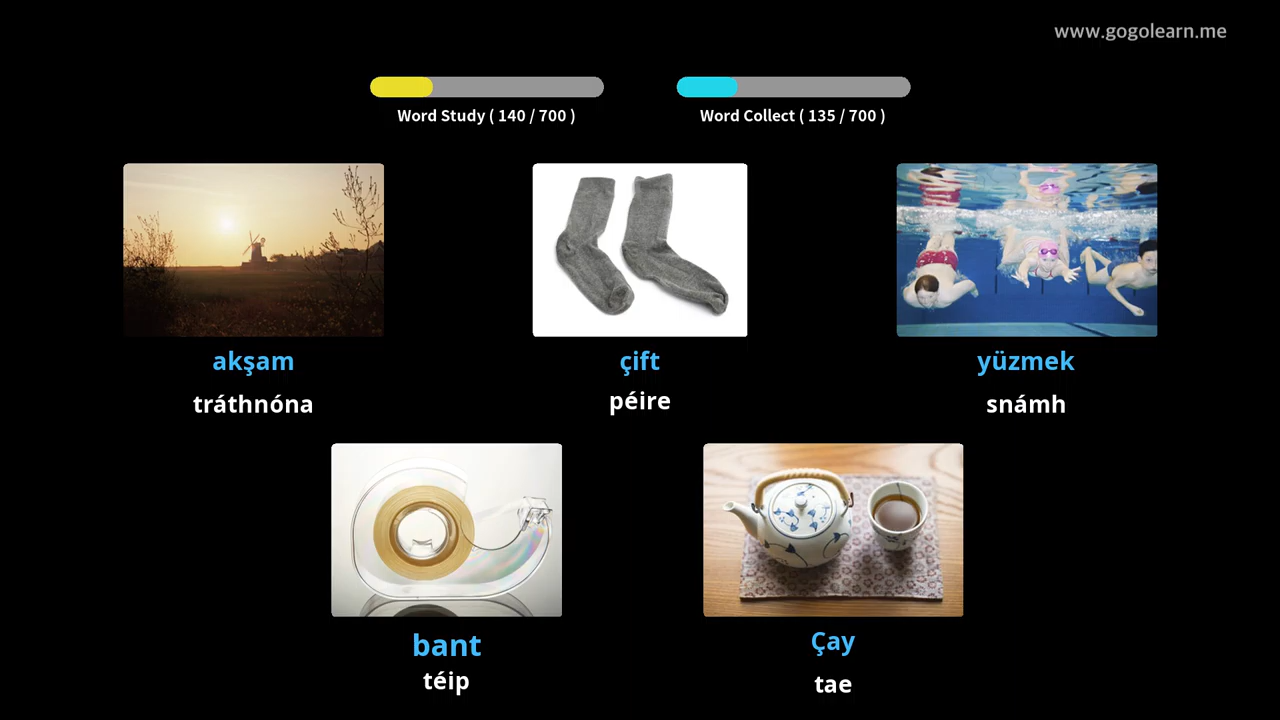 www.gogolearn.me
Word Study ( 140 / 700 )
Word Collect ( 135 / 700 )
akşam
tráthnóna
çift
péire
yüzmek
snámh
bant
téip
Çay
tae